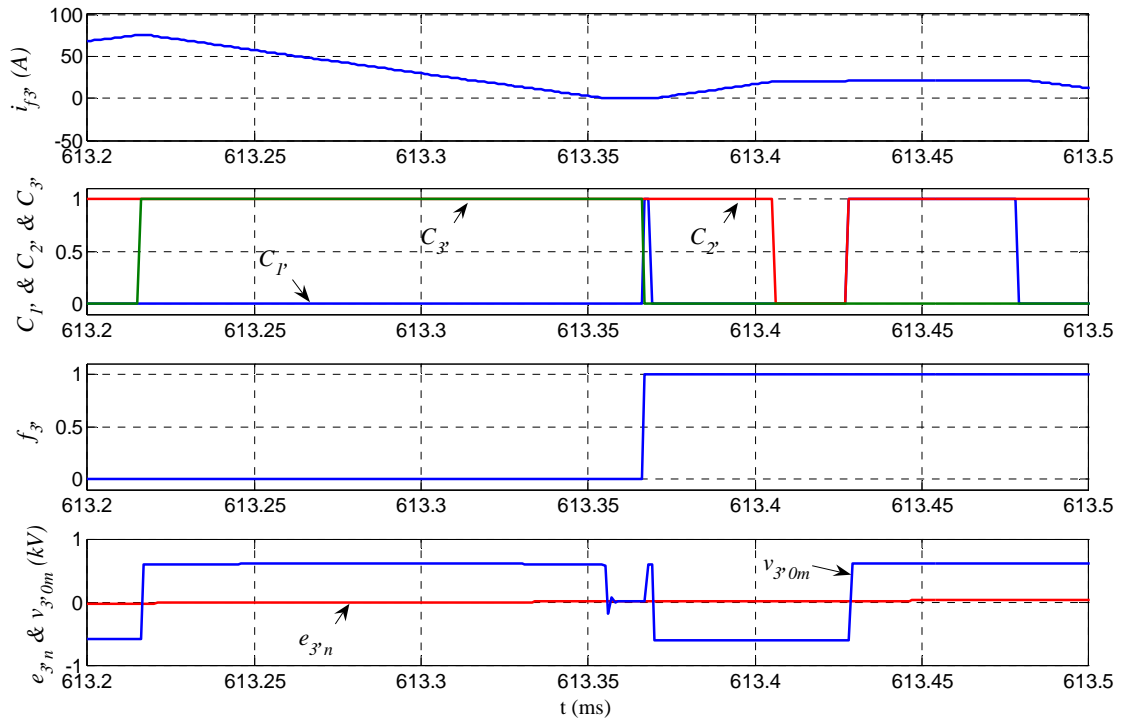 100
50
0
-50
i_f3' (A)
613.2 613.25 613.3 613.35 613.4 613.45 613.5
1
0.5
0
C_1' & C_2' & C_3'
C_3'
C_2'
C_1'
613.2 613.25 613.3 613.35 613.4 613.45 613.5
1
0.5
0
f_3'
613.2 613.25 613.3 613.35 613.4 613.45 613.5
1
0
-1
e_3'n & v_3'0m (kV)
v_3'0m
e_3'n
613.2 613.25 613.3 613.35 613.4 613.45 613.5
t (ms)